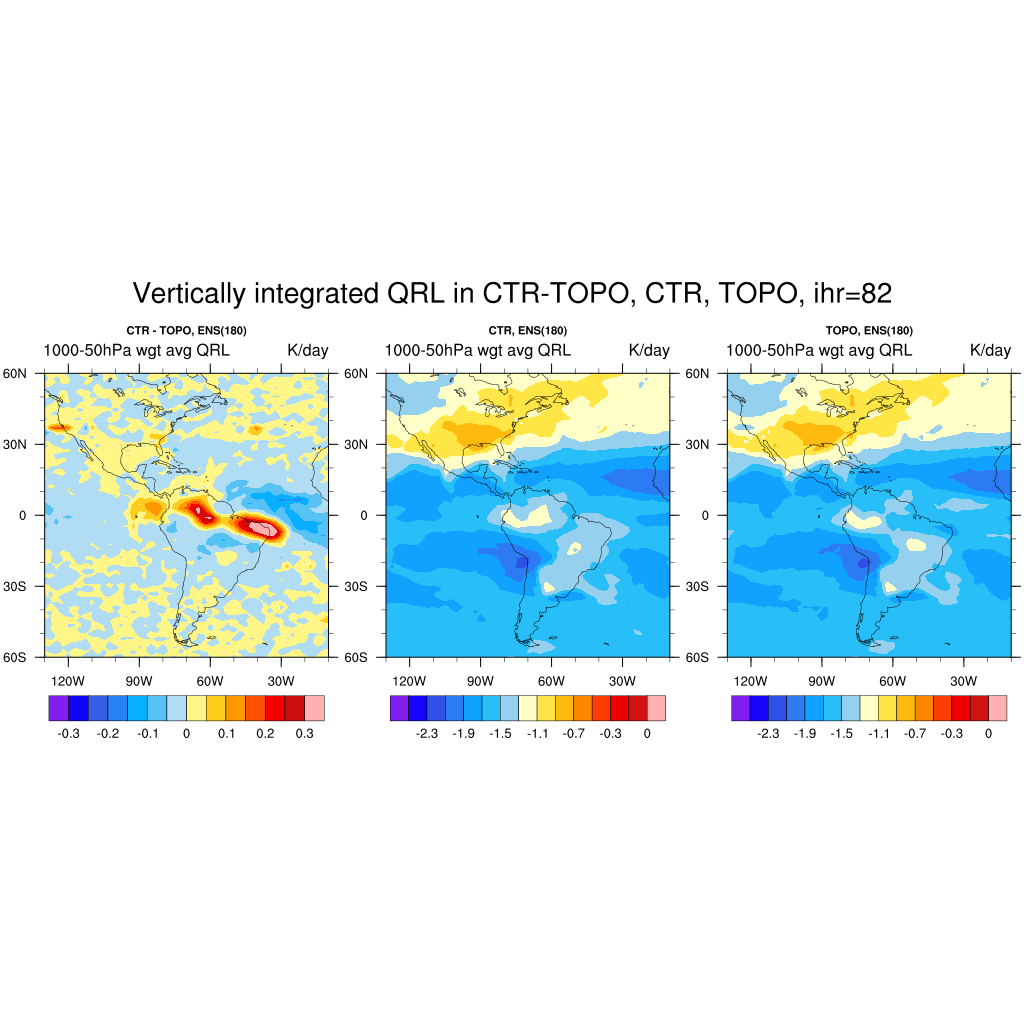 Vertically integrated QRL in CTR-TOPO, CTR, TOPO, ihr=82
CTR - TOPO, ENS(180)
1000-50hPa wgt avg QRL K/day
60N
30N
0
30S
60S
120W 90W 60W 30W
-0.3 -0.2 -0.1 0 0.1 0.2 0.3
CTR, ENS(180)
1000-50hPa wgt avg QRL K/day
60N
30N
0
30S
60S
120W 90W 60W 30W
-2.3 -1.9 -1.5 -1.1 -0.7 -0.3 0
TOPO, ENS(180)
1000-50hPa wgt avg QRL K/day
60N
30N
0
30S
60S
120W 90W 60W 30W
-2.3 -1.9 -1.5 -1.1 -0.7 -0.3 0